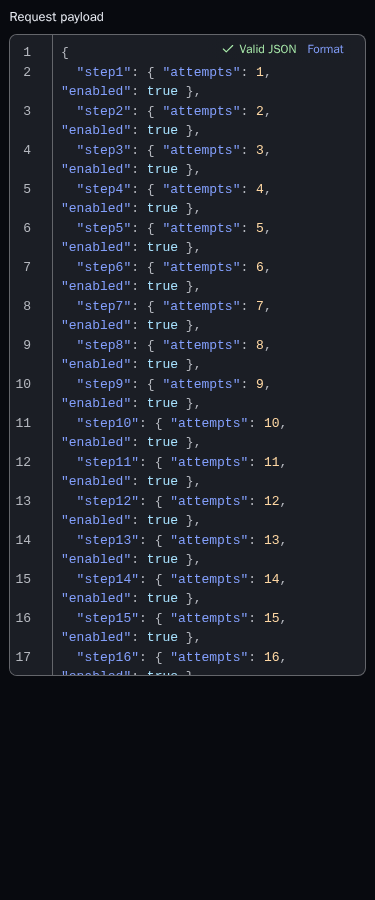 Request payload
1 { Valid JSON Format
2 "step1": { "attempts": 1,
"enabled": true },
3 "step2": { "attempts": 2,
"enabled": true },
4 "step3": { "attempts": 3,
"enabled": true },
5 "step4": { "attempts": 4,
"enabled": true },
6 "step5": { "attempts": 5,
"enabled": true },
7 "step6": { "attempts": 6,
"enabled": true },
8 "step7": { "attempts": 7,
"enabled": true },
9 "step8": { "attempts": 8,
"enabled": true },
10 "step9": { "attempts": 9,
"enabled": true },
11 "step10": { "attempts": 10,
"enabled": true },
12 "step11": { "attempts": 11,
"enabled": true },
13 "step12": { "attempts": 12,
"enabled": true },
14 "step13": { "attempts": 13,
"enabled": true },
15 "step14": { "attempts": 14,
"enabled": true },
16 "step15": { "attempts": 15,
"enabled": true },
17 "step16": { "attempts": 16,